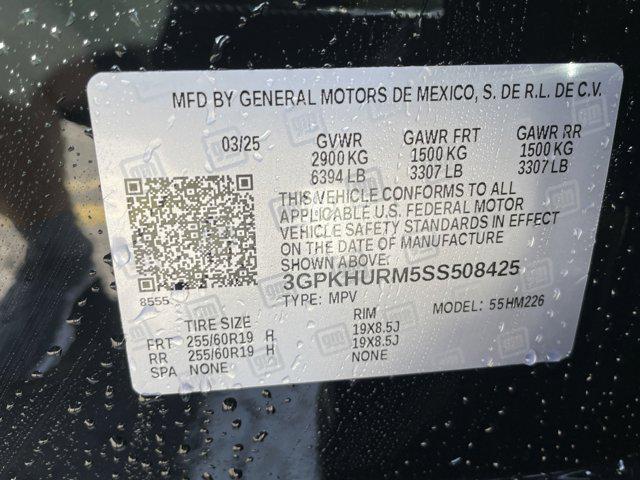 MFD BY GENERAL MOTORS DE MEXICO, S. DE R.L. DE C.V.
03/25 GVWR GAWR FRT GAWR RR
2900 KG 1500 KG 1500 KG
6394 LB 3307 LB 3307 LB
THIS VEHICLE CONFORMS TO ALL
APPLICABLE U.S. FEDERAL MOTOR
VEHICLE SAFETY STANDARDS IN EFFECT
ON THE DATE OF MANUFACTURE
SHOWN ABOVE.
3GPKHURM5SS508425
8555 TYPE: MPV MODEL: 55HM226
TIRE SIZE RIM
FRT 255/60R19 H 19X8.5J
RR 255/60R19 H 19X8.5J
SPA NONE NONE